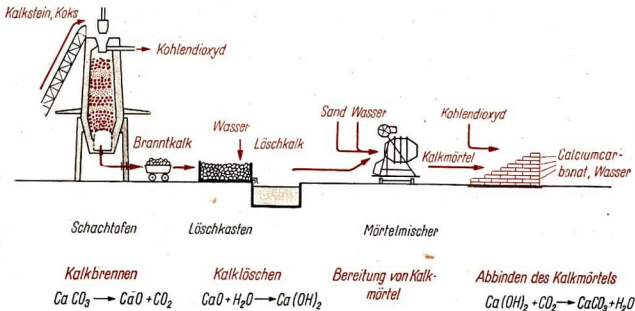 Kalkstein, Koks
Kohlendioxyd
Branntkalk
Wasser
Löschkalk
Sand Wasser
Kalkmörtel
Kohlendioxyd
Calciumcar-
bonat, Wasser
Schachtofen
Löschkasten
Mörtelmischer
Kalkbrennen
CaCO₃ → CaO + CO₂
Kalklöschen
CaO + H₂O → Ca(OH)₂
Bereitung von Kalk-
mörtel
Abbinden des Kalkmörtels
Ca(OH)₂ + CO₂ → CaCO₃ + H₂O